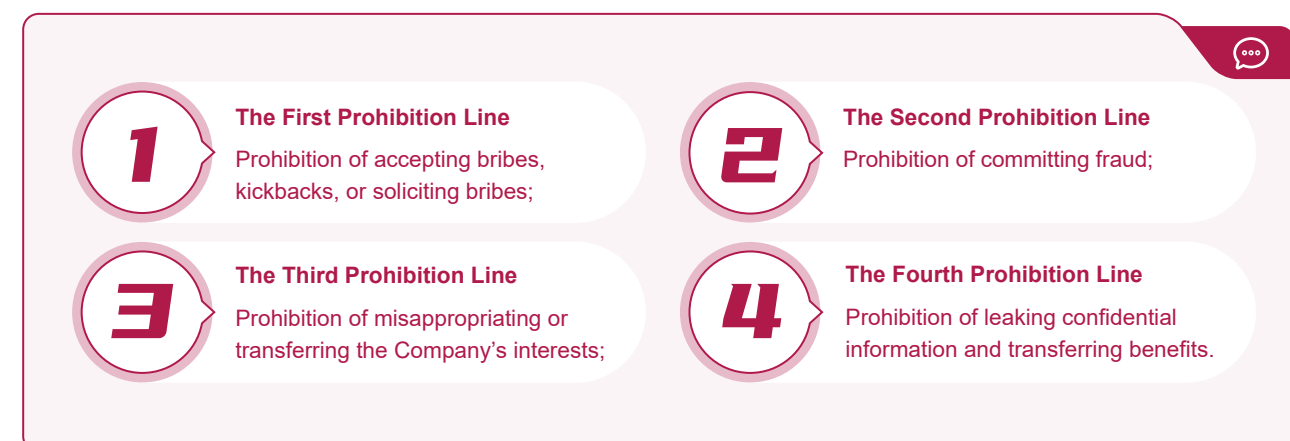 1
The First Prohibition Line
Prohibition of accepting bribes,
kickbacks, or soliciting bribes;
2
The Second Prohibition Line
Prohibition of committing fraud;
3
The Third Prohibition Line
Prohibition of misappropriating or
transferring the Company’s interests;
4
The Fourth Prohibition Line
Prohibition of leaking confidential
information and transferring benefits.